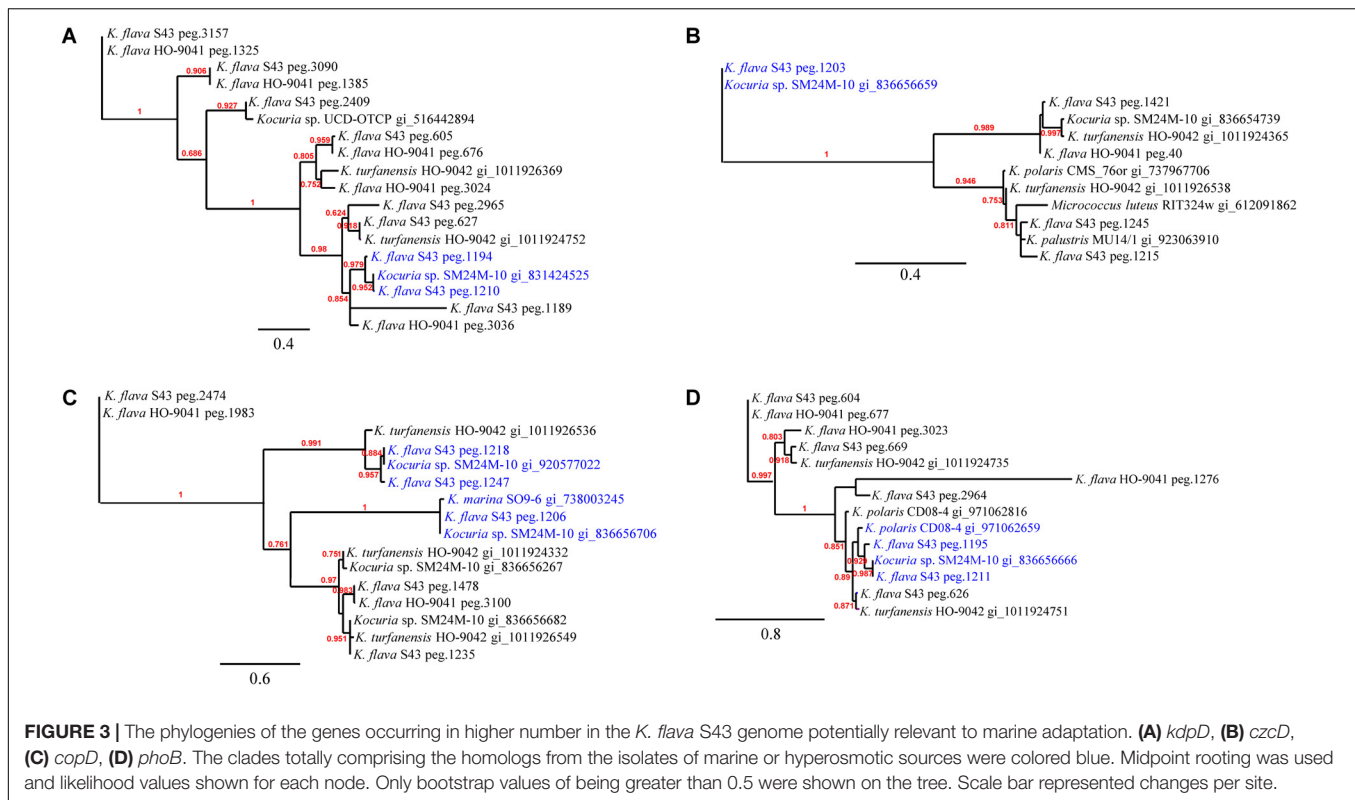 A
K. flava S43 peg.3157
K. flava HO-9041 peg.1325
0.906
K. flava S43 peg.3090
K. flava HO-9041 peg.1385
1
0.927
K. flava S43 peg.2409
Kocuria sp. UCD-OTCP gi_516442894
0.686
0.959
K. flava S43 peg.605
K. flava HO-9041 peg.676
0.805
0.752
K. turfanensis HO-9042 gi_1011926369
K. flava HO-9041 peg.3024
1
0.624
K. flava S43 peg.2965
0.918
K. flava S43 peg.627
K. turfanensis HO-9042 gi_1011924752
0.98
0.979
K. flava S43 peg.1194
Kocuria sp. SM24M-10 gi_831424525
0.952
K. flava S43 peg.1210
0.854
K. flava S43 peg.1189
K. flava HO-9041 peg.3036
0.4
B
K. flava S43 peg.1203
Kocuria sp. SM24M-10 gi_836656659
K. flava S43 peg.1421
0.989
Kocuria sp. SM24M-10 gi_836654739
0.997
K. turfanensis HO-9042 gi_1011924365
K. flava HO-9041 peg.40
1
K. polaris CMS_76or gi_737967706
0.946
K. turfanensis HO-9042 gi_1011926538
0.753
Micrococcus luteus RIT324w gi_612091862
0.811
K. flava S43 peg.1245
K. palustris MU14/1 gi_923063910
K. flava S43 peg.1215
0.4
C
K. flava S43 peg.2474
K. flava HO-9041 peg.1983
K. turfanensis HO-9042 gi_1011926536
0.991
0.884
K. flava S43 peg.1218
Kocuria sp. SM24M-10 gi_920577022
0.957
K. flava S43 peg.1247
1
K. marina SO9-6 gi_738003245
1
K. flava S43 peg.1206
Kocuria sp. SM24M-10 gi_836656706
0.761
0.751
K. turfanensis HO-9042 gi_1011924332
Kocuria sp. SM24M-10 gi_836656267
0.97
0.983
K. flava S43 peg.1478
K. flava HO-9041 peg.3100
Kocuria sp. SM24M-10 gi_836656682
0.951
K. turfanensis HO-9042 gi_1011926549
K. flava S43 peg.1235
0.6
D
K. flava S43 peg.604
K. flava HO-9041 peg.677
0.803
K. flava HO-9041 peg.3023
K. flava S43 peg.669
0.918
K. turfanensis HO-9042 gi_1011924735
0.997
K. flava HO-9041 peg.1276
K. flava S43 peg.2964
1
K. polaris CD08-4 gi_971062816
K. polaris CD08-4 gi_971062659
0.851
K. flava S43 peg.1195
0.929
Kocuria sp. SM24M-10 gi_836656666
0.987
K. flava S43 peg.1211
0.89
K. flava S43 peg.626
0.871
K. turfanensis HO-9042 gi_1011924751
0.8
FIGURE 3 | The phylogenies of the genes occurring in higher number in the K. flava S43 genome potentially relevant to marine adaptation. (A) kdpD, (B) czcD,
(C) copD, (D) phoB. The clades totally comprising the homologs from the isolates of marine or hyperosmotic sources were colored blue. Midpoint rooting was used
and likelihood values shown for each node. Only bootstrap values of being greater than 0.5 were shown on the tree. Scale bar represented changes per site.